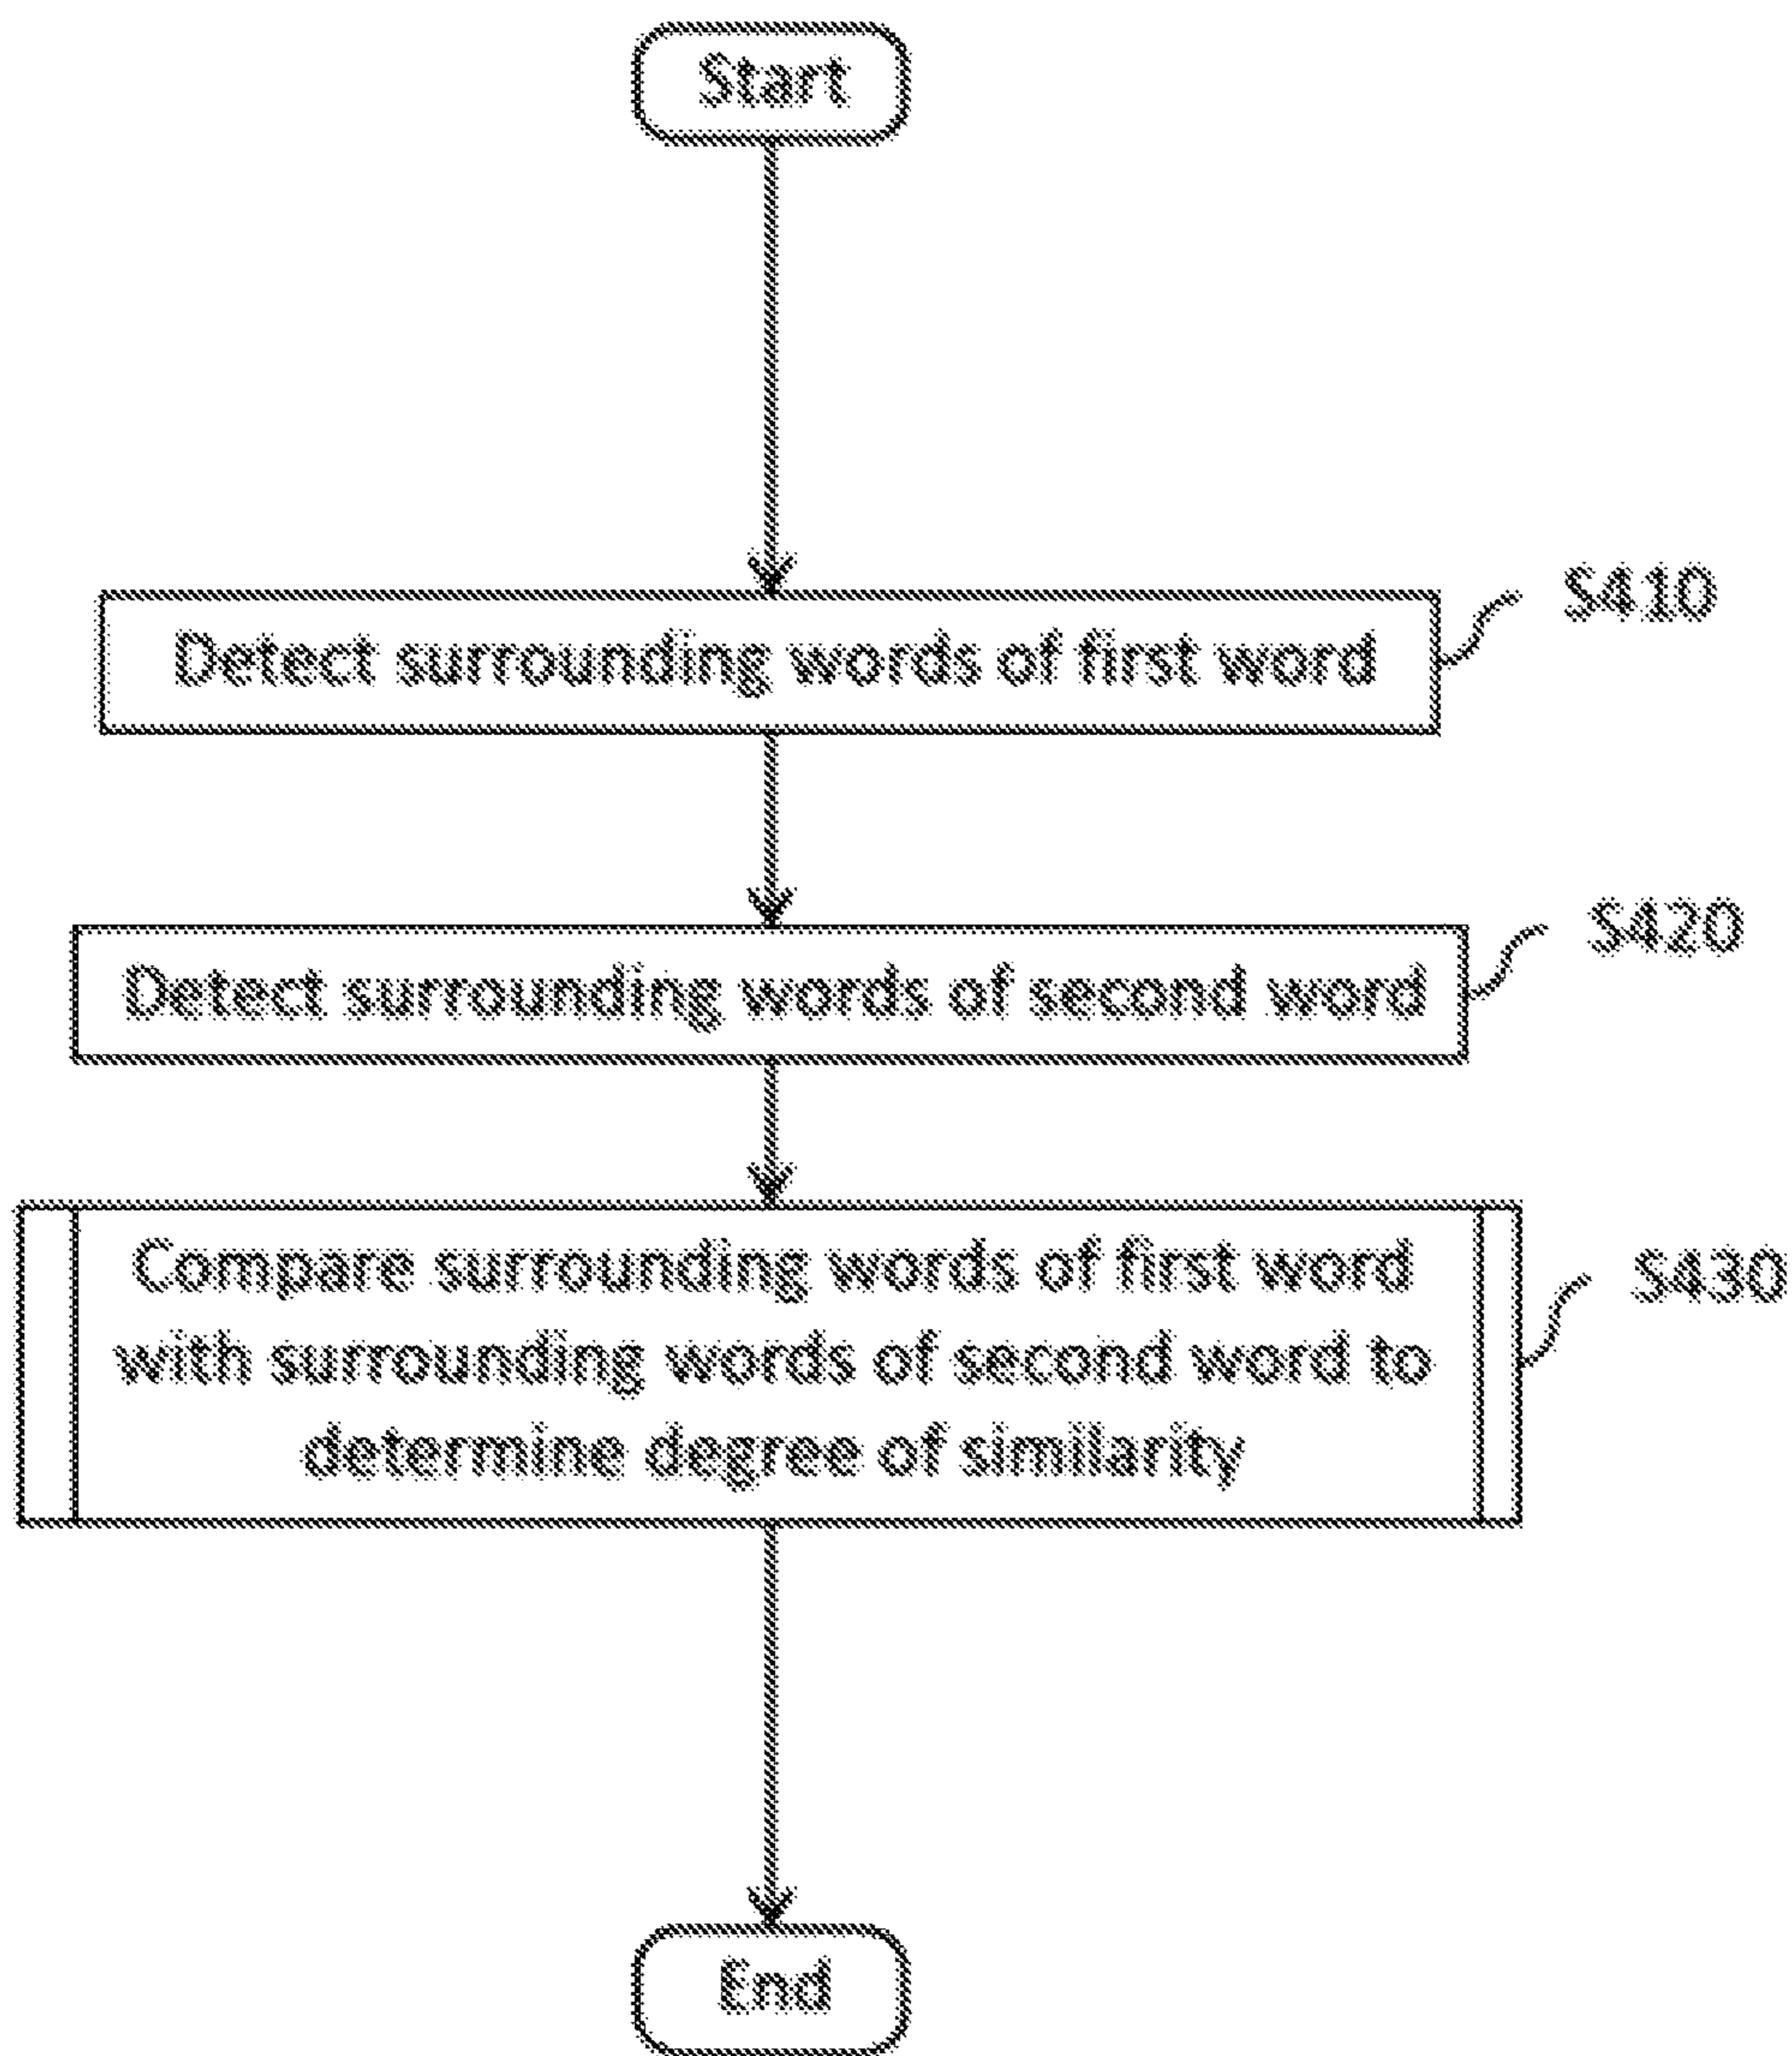 Start
S410
Detect surrounding words of first word
S420
Detect surrounding words of second word
S430
Compare surrounding words of first word
with surrounding words of second word to
determine degree of similarity
End